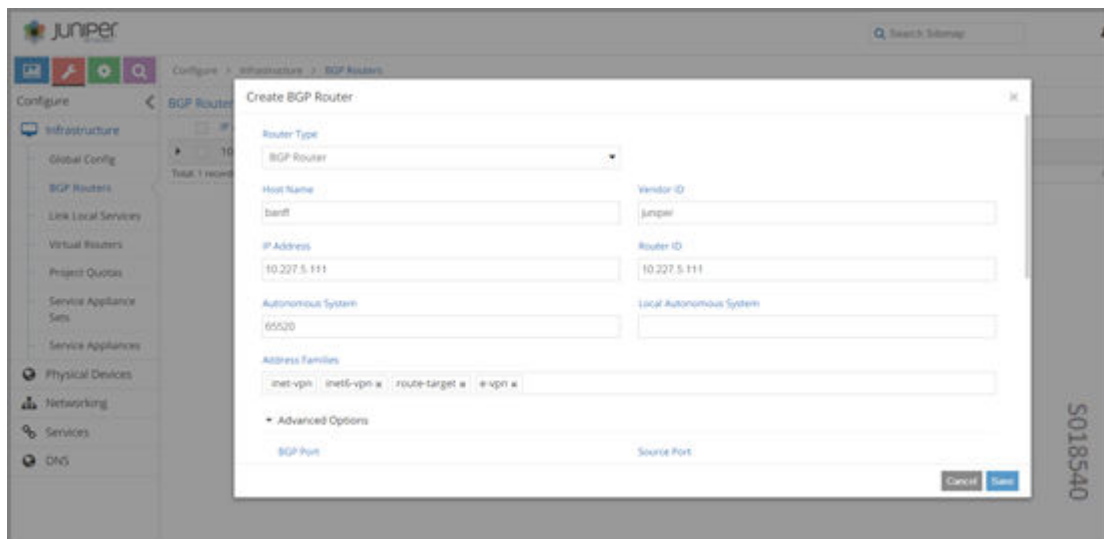 JUNIPER
NETWORKS
Search Sitemap
Configure > Infrastructure > BGP Routers
Configure
BGP Router
Infrastructure
Global Config
BGP Routers
Link Local Services
Virtual Routers
Project Quotas
Service Appliance
Sets
Service Appliances
Physical Devices
Networking
Services
DNS
IP
10
Total: 1 record
Create BGP Router
Router Type
BGP Router
Host Name
Vendor ID
banff
juniper
IP Address
Router ID
10.227.5.111
10.227.5.111
Autonomous System
Local Autonomous System
65520
Address Families
inet-vpn inet6-vpn x route-target x e-vpn x
Advanced Options
BGP Port
Source Port
Cancel
Save
S018540